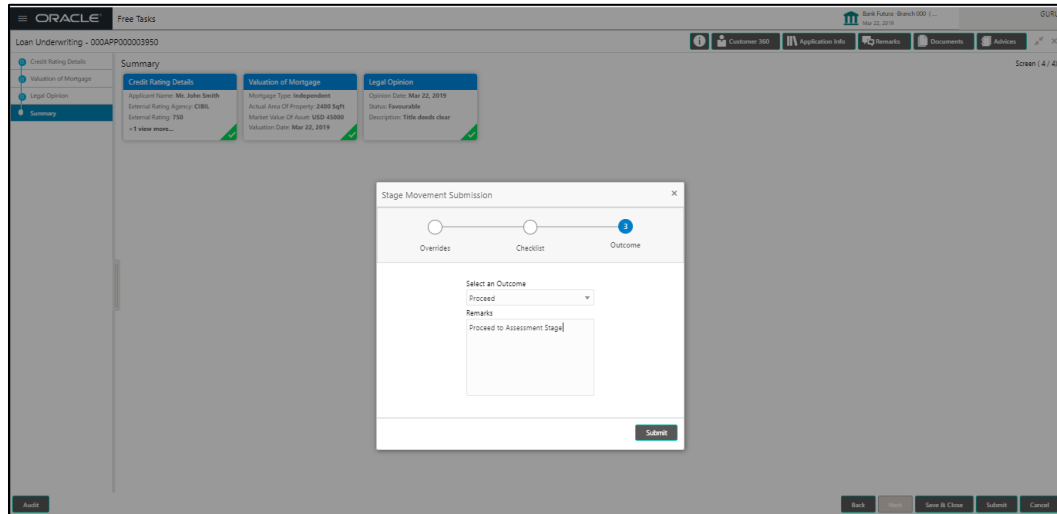 ORACLE
Free Tasks
Bank Future -Branch 000 | ...
Mar 22, 2019
GURU
Loan Underwriting - 000APP000003950
Customer 360
Application Info
Remarks
Documents
Advices
Credit Rating Details
Valuation of Mortgage
Legal Opinion
Summary
Summary
Screen ( 4 / 4)
Credit Rating Details
Applicant Name: Mr. John Smith
External Rating Agency: CIBIL
External Rating: 750
+1 view more...
Valuation of Mortgage
Mortgage Type: Independent
Actual Area Of Property: 2400 Sqft
Market Value Of Asset: USD 45000
Valuation Date: Mar 22, 2019
Legal Opinion
Opinion Date: Mar 22, 2019
Status: Favourable
Description: Title deeds clear
Stage Movement Submission
3
Overrides
Checklist
Outcome
Select an Outcome
Proceed
Remarks
Proceed to Assessment Stage
Submit
Audit
Back
Next
Save & Close
Submit
Cancel